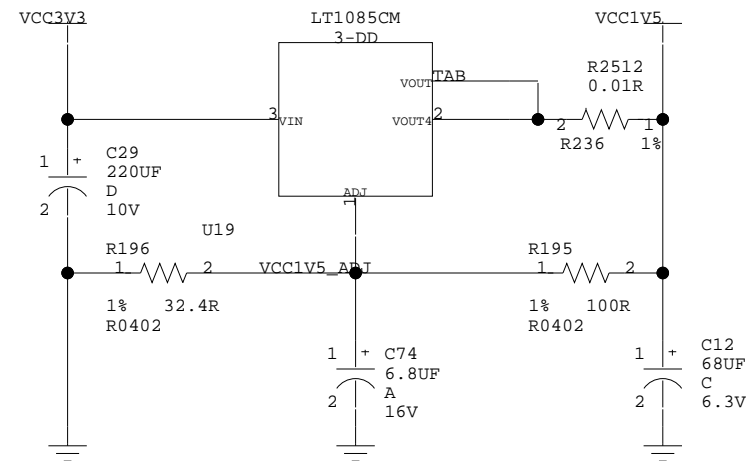 VCC3V3
LT1085CM
3-DD
VCC1V5
VOUT TAB
R2512
0.01R
3 VIN
VOUT4 2
2
1
R236
1%
C29
220UF
D
10V
1
+
2
ADJ
1
U19
R196
1
2
VCC1V5_ADJ
R195
1
2
1%
32.4R
R0402
1%
100R
R0402
1
+
C74
6.8UF
A
16V
2
1
+
C12
68UF
C
6.3V
2